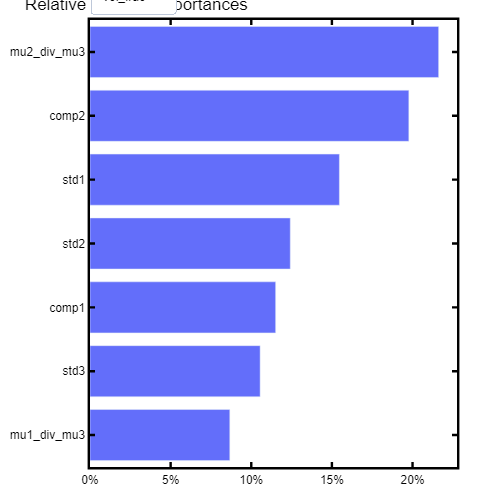 Relative portances
mu2_div_mu3
comp2
std1
std2
comp1
std3
mu1_div_mu3
0% 5% 10% 15% 20%